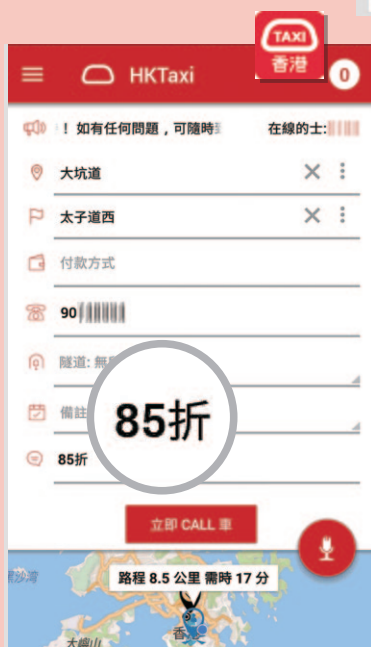 TAXI
香港
HKTaxi
0
! 如有任何問題，可隨時
在線的士:
大坑道
太子道西
付款方式
90
隧道: 無
備註
85折
85折
立即 CALL 車
路程 8.5 公里 需時 17 分
大嶼山
香